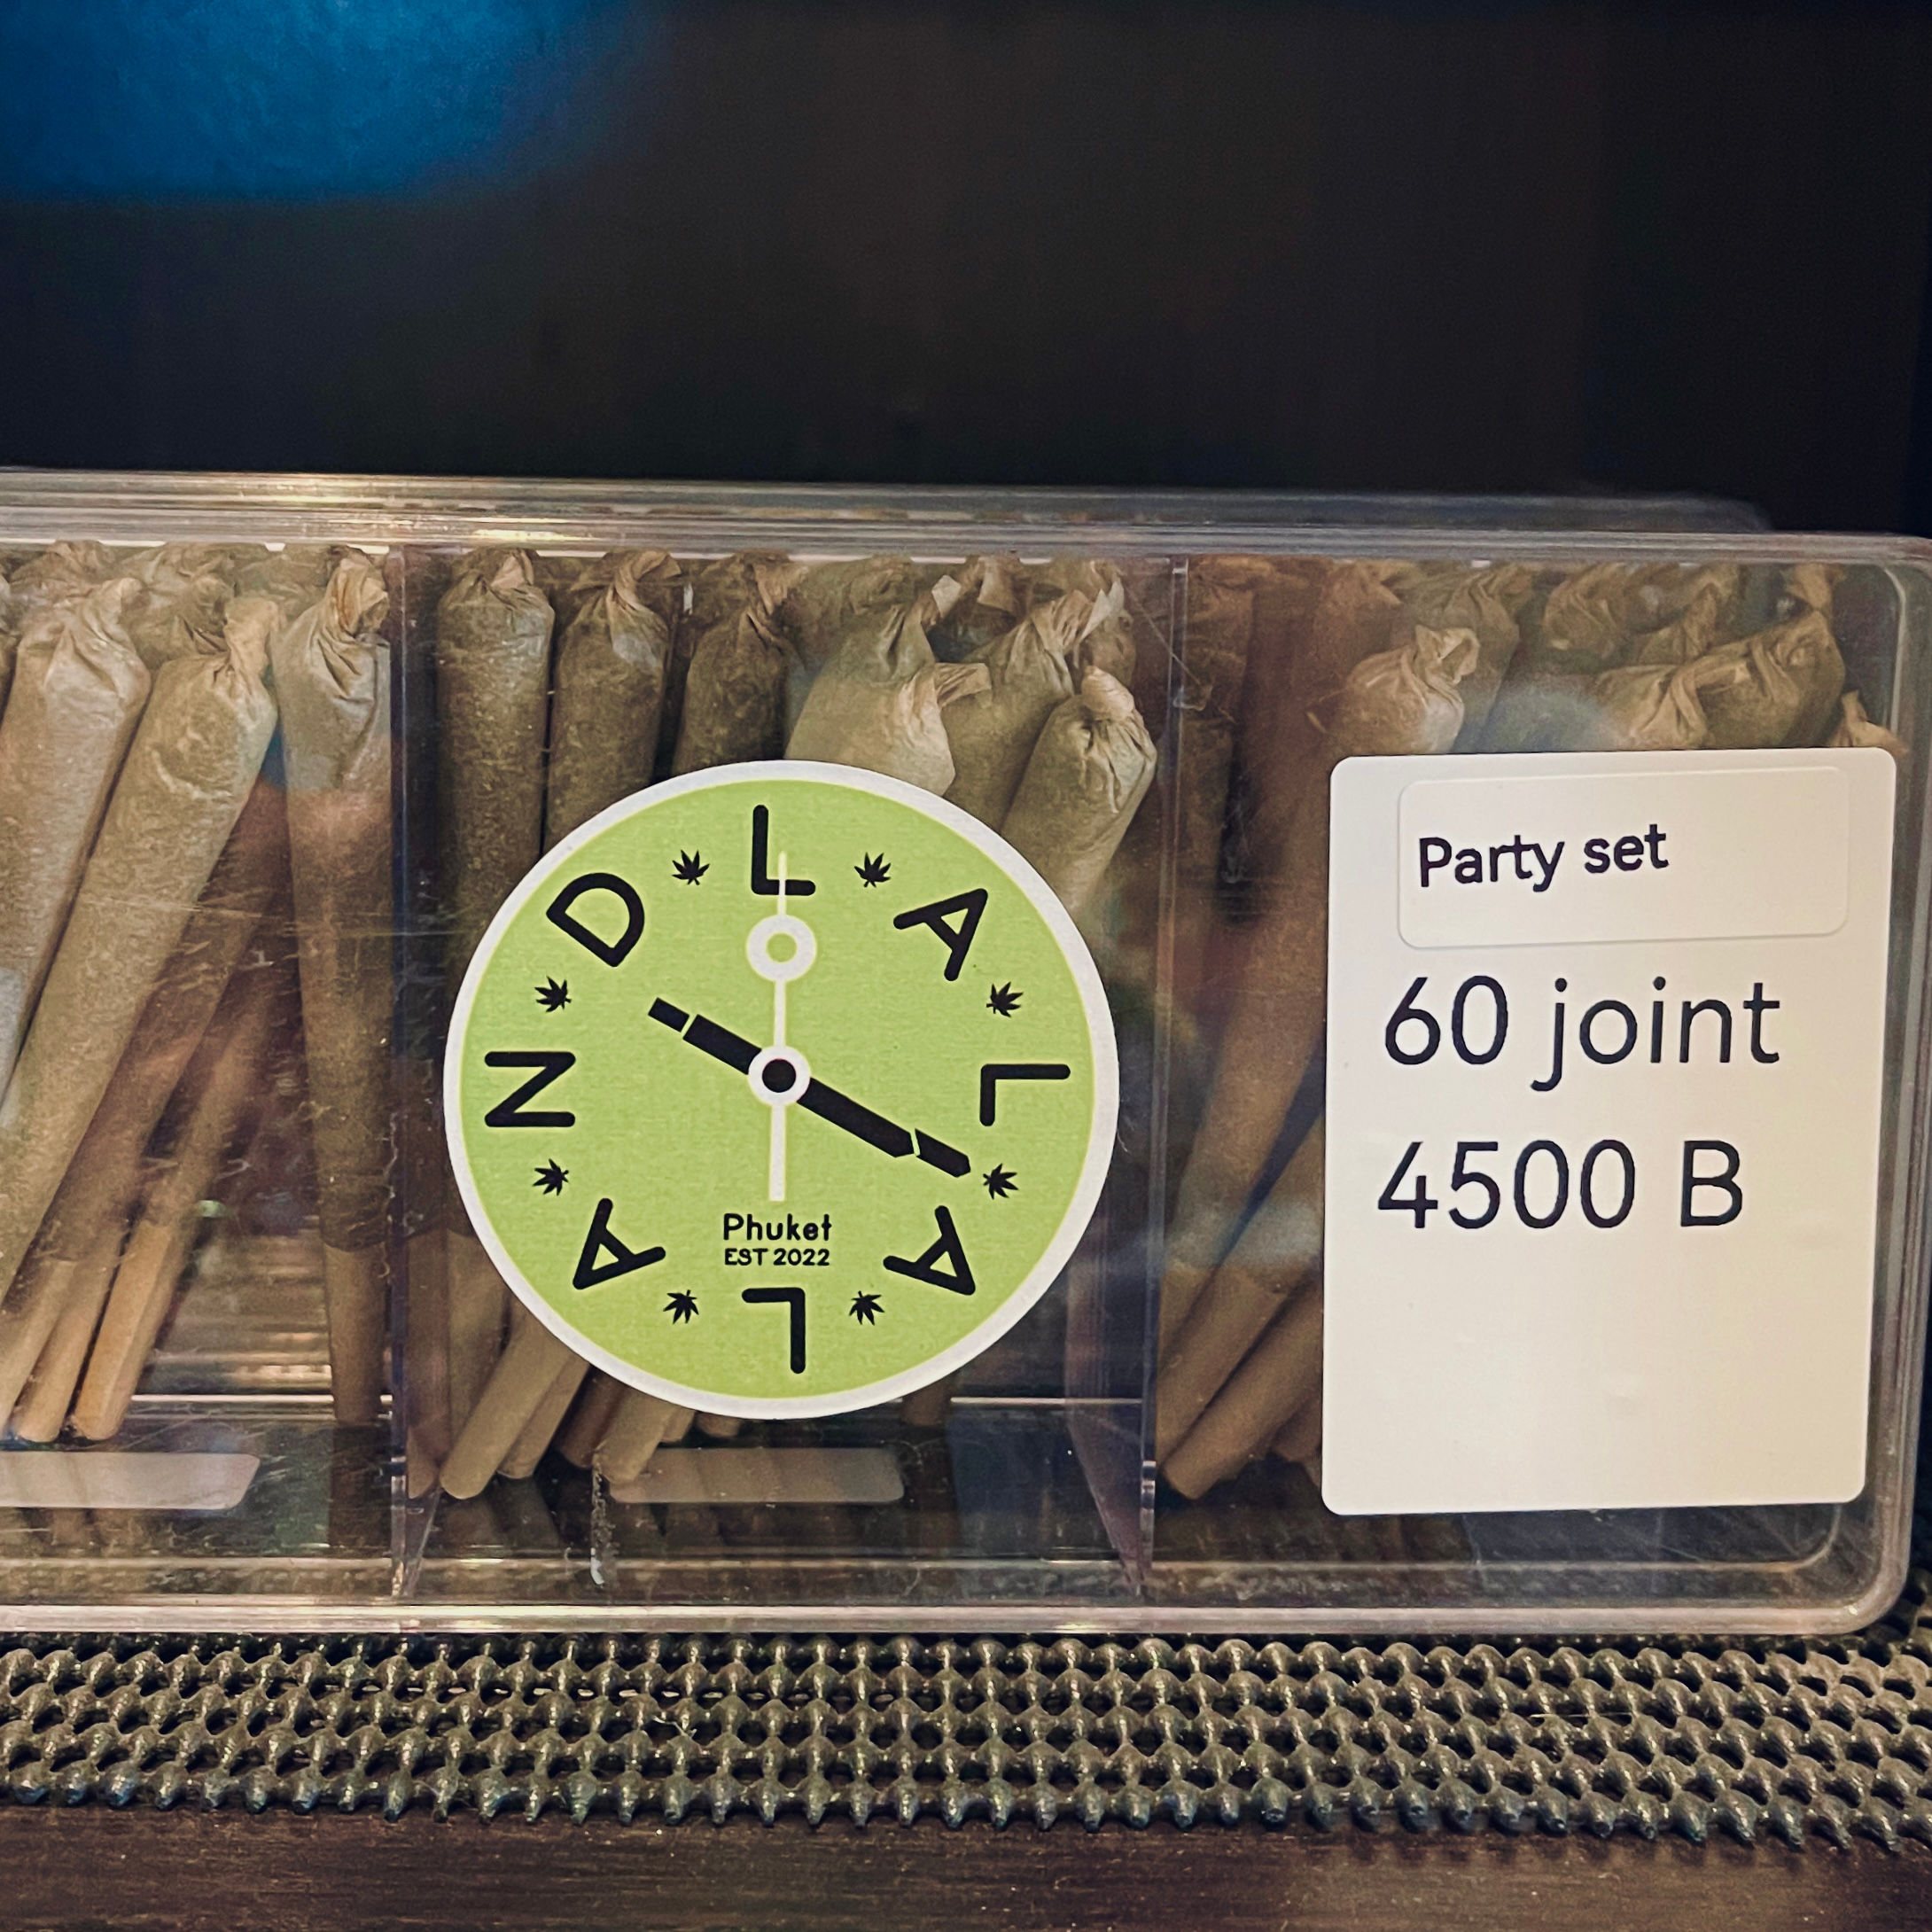 LALALAND
Phuket
EST 2022
Party set
60 joint
4500 B